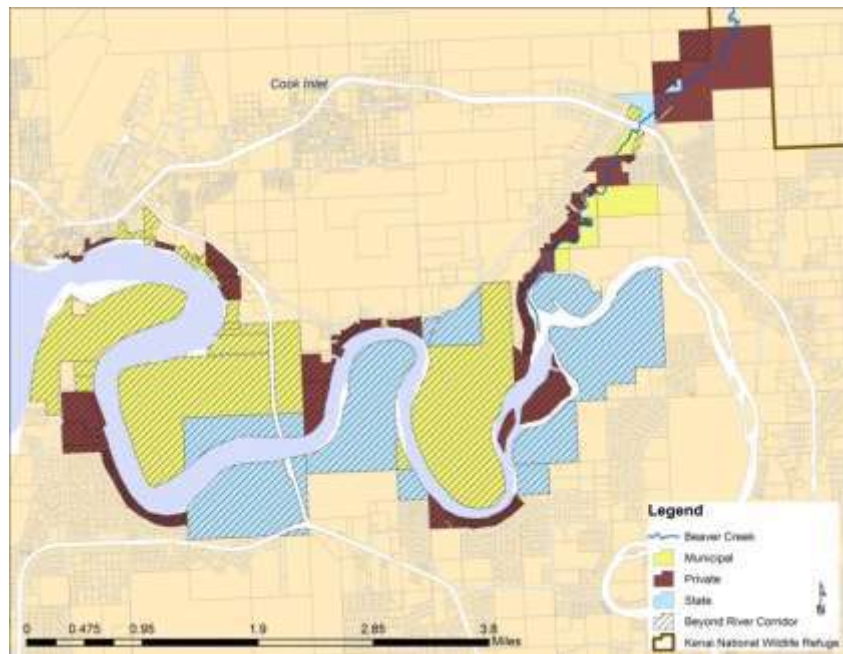 Cook Inlet
Legend
Beaver Creek
Municipal
Private
State
Beyond River Corridor
Kenai National Wildlife Refuge
0 0.475 0.95 1.9 2.85 3.8
Miles
N